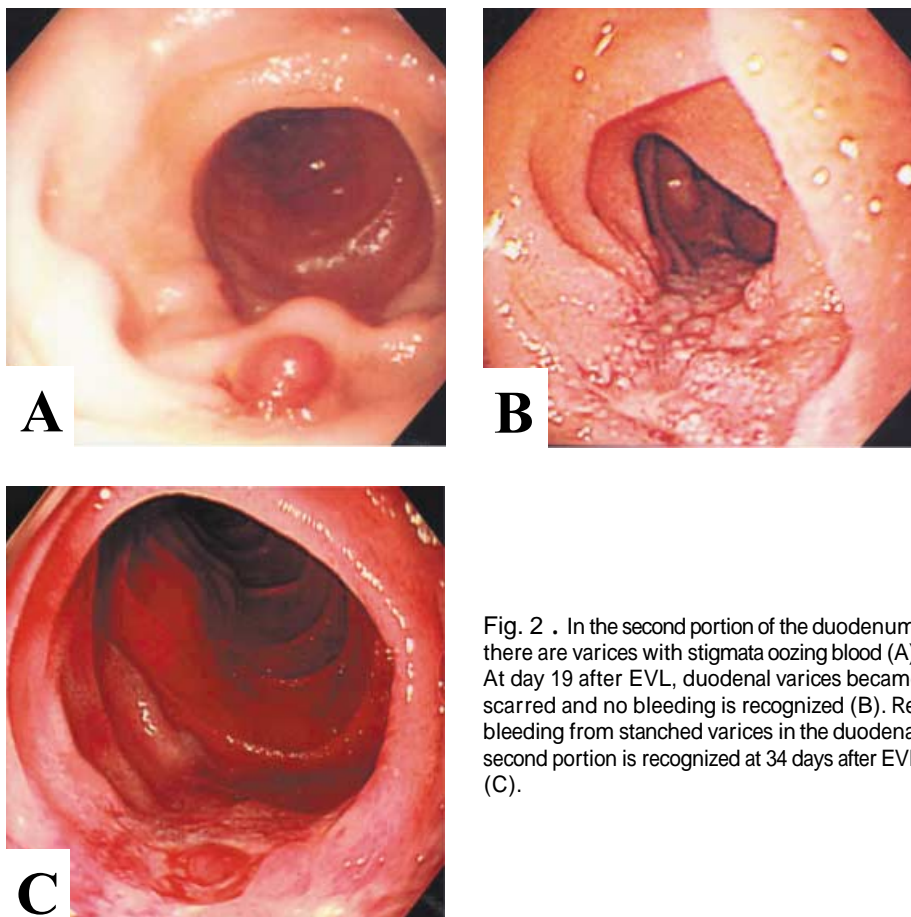 A
B
C
Fig. 2 . In the second portion of the duodenum
there are varices with stigmata oozing blood (A)
At day 19 after EVL, duodenal varices becam
scarred and no bleeding is recognized (B). Re
bleeding from stanched varices in the duodena
second portion is recognized at 34 days after EV
(C).